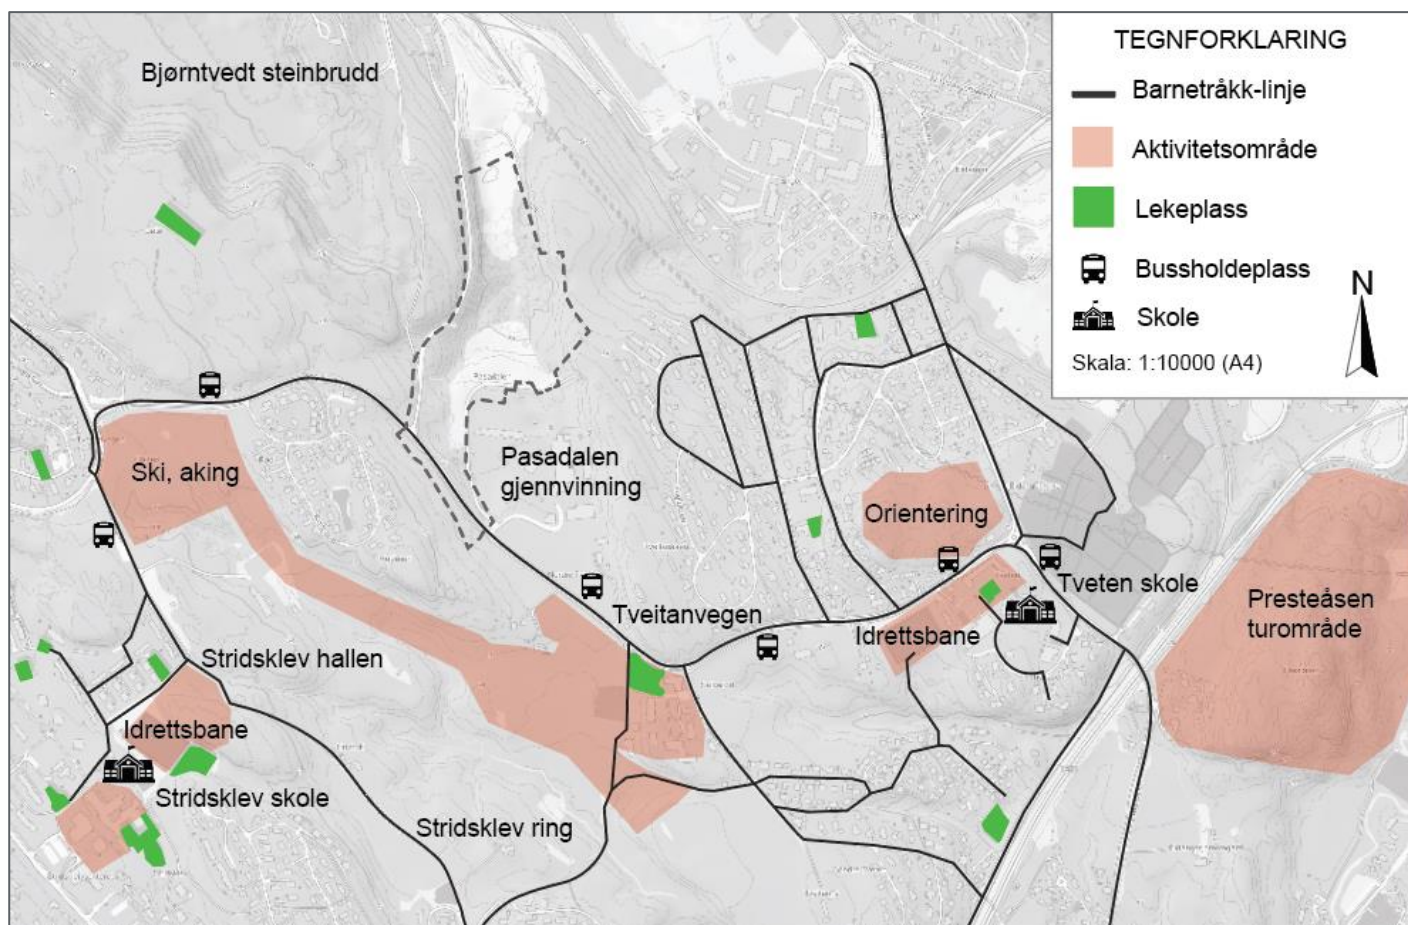 Bjørntvedt steinbrudd
TEGNFORKLARING
Barnetråkk-linje
Aktivitetsområde
Lekeplass
Bussholdeplass
N
Skole
Skala: 1:10000 (A4)
Ski, aking
Pasadalen
gjennvinning
Orientering
Tveten skole
Presteåsen
turområde
Tveitanvegen
Idrettsbane
Stridsklev hallen
Idrettsbane
Stridsklev skole
Stridsklev ring